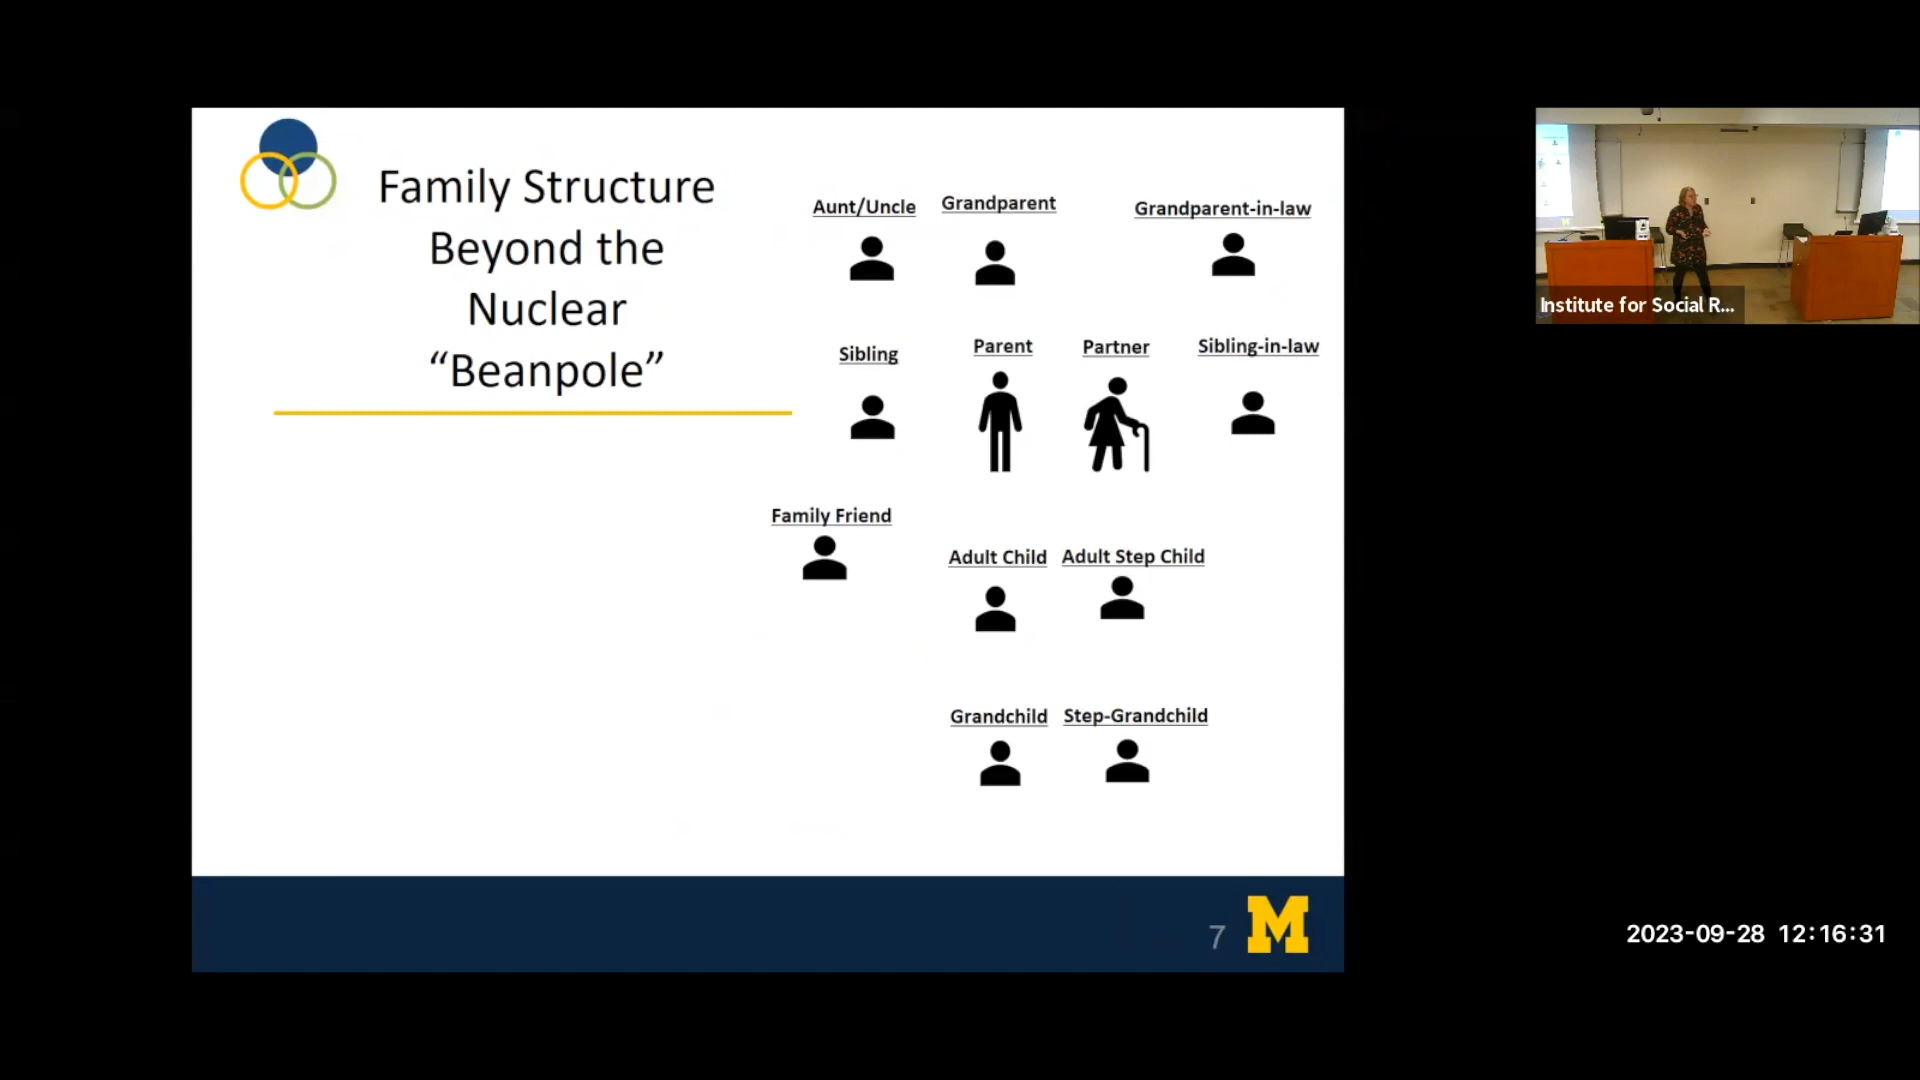 Family Structure
Beyond the
Nuclear
“Beanpole”
Aunt/Uncle
Grandparent
Grandparent-in-law
Sibling
Parent
Partner
Sibling-in-law
Family Friend
Adult Child
Adult Step Child
Grandchild
Step-Grandchild
7
M
Institute for Social R...
2023-09-28 12:16:31